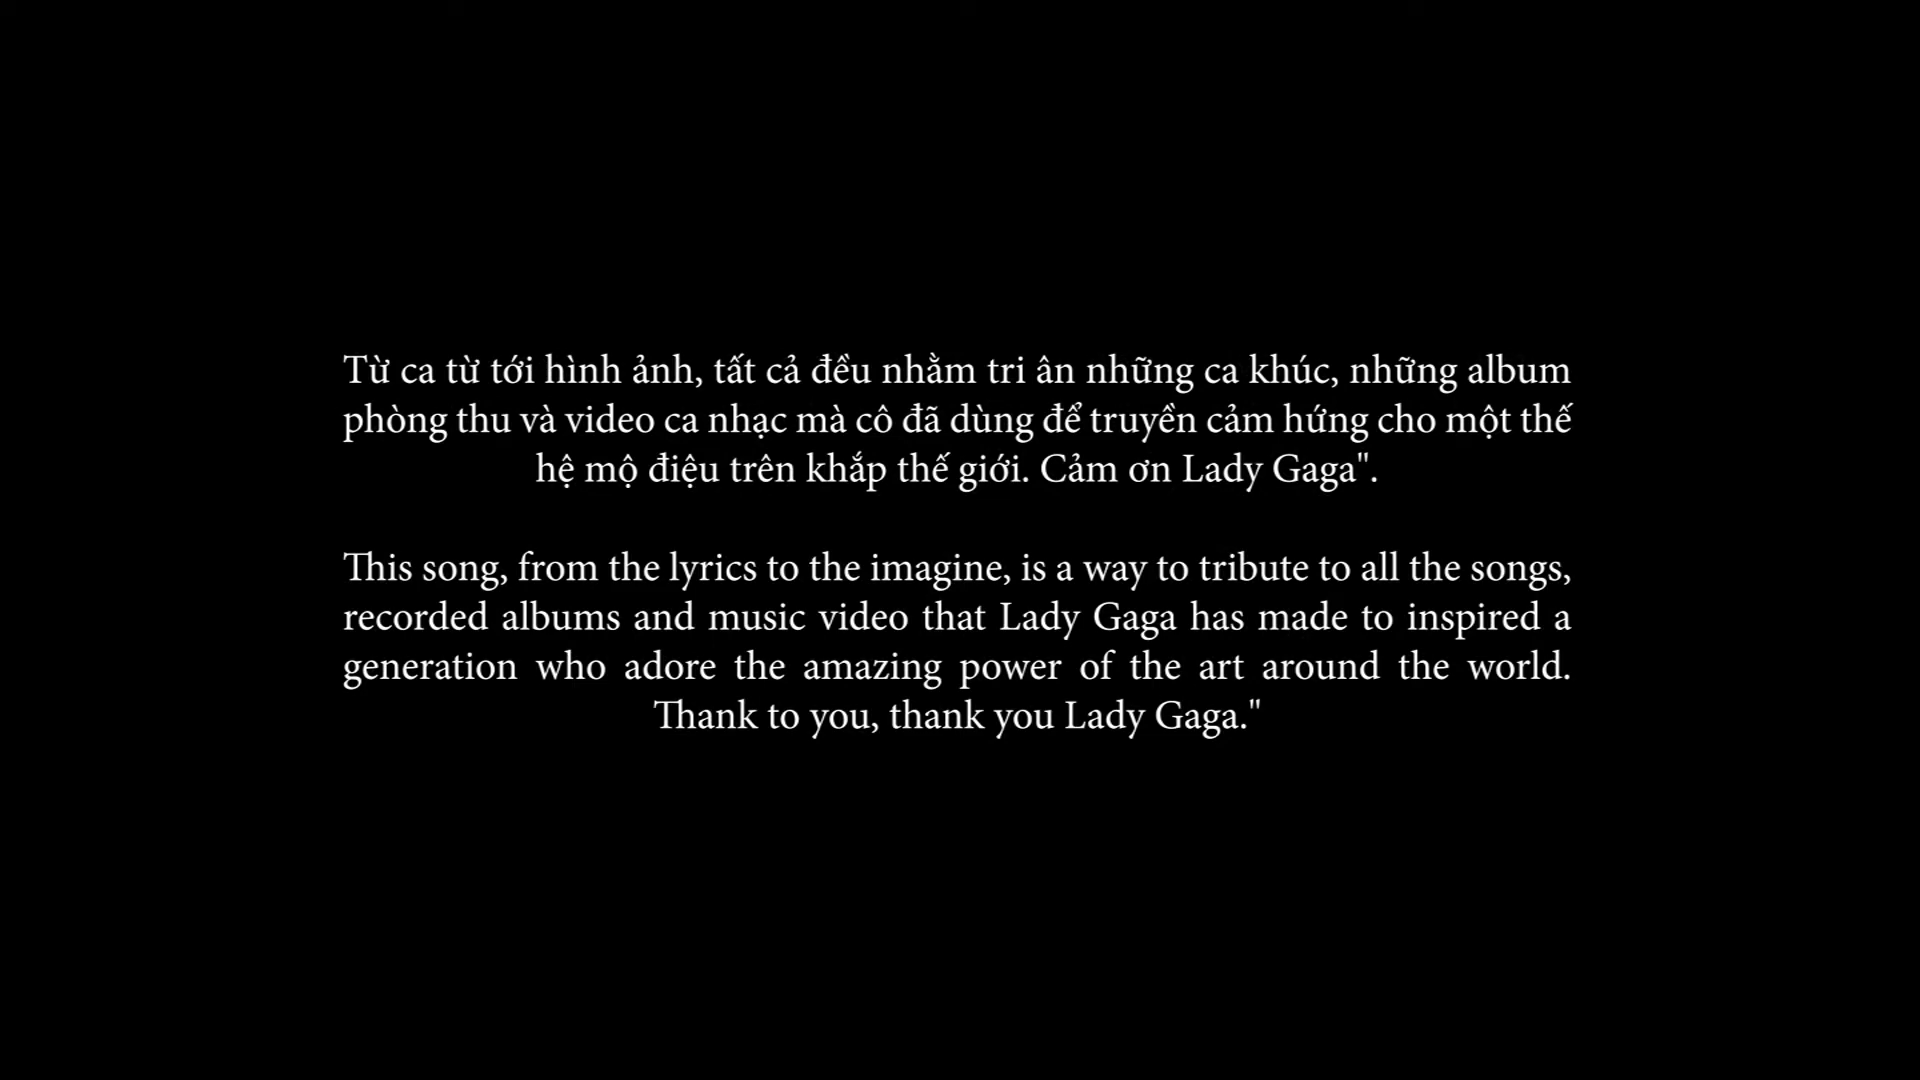 Từ ca từ tới hình ảnh, tất cả đều nhằm tri ân những ca khúc, những album
phòng thu và video ca nhạc mà cô đã dùng để truyền cảm hứng cho một thế
hệ mộ điệu trên khắp thế giới. Cảm ơn Lady Gaga".
This song, from the lyrics to the imagine, is a way to tribute to all the songs,
recorded albums and music video that Lady Gaga has made to inspired a
generation who adore the amazing power of the art around the world.
Thank to you, thank you Lady Gaga."